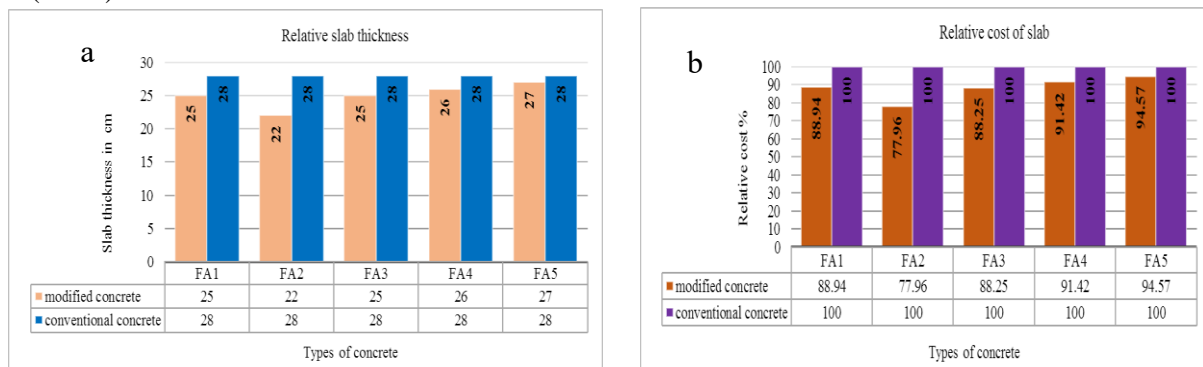 a
Relative slab thickness
Slab thickness in cm
30
25
20
15
10
5
0
25 28 22 28 25 28 26 28 27 28
FA1 FA2 FA3 FA4 FA5
modified concrete 25 22 25 26 27
conventional concrete 28 28 28 28 28
Types of concrete
b
Relative cost of slab
Relative cost %
100
90
80
70
60
50
40
30
20
10
0
88.94 100 77.96 100 88.25 100 91.42 100 94.57 100
FA1 FA2 FA3 FA4 FA5
modified concrete 88.94 77.96 88.25 91.42 94.57
conventional concrete 100 100 100 100 100
Types of concrete